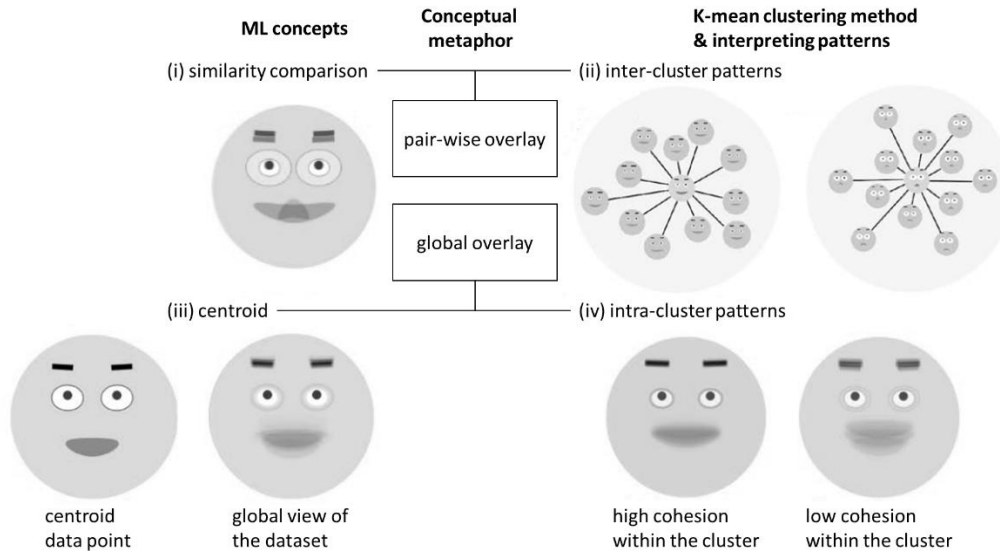 ML concepts
Conceptual
metaphor
K-mean clustering method
& interpreting patterns
(i) similarity comparison
(ii) inter-cluster patterns
pair-wise overlay
global overlay
(iii) centroid
(iv) intra-cluster patterns
centroid
data point
global view of
the dataset
high cohesion
within the cluster
low cohesion
within the cluster